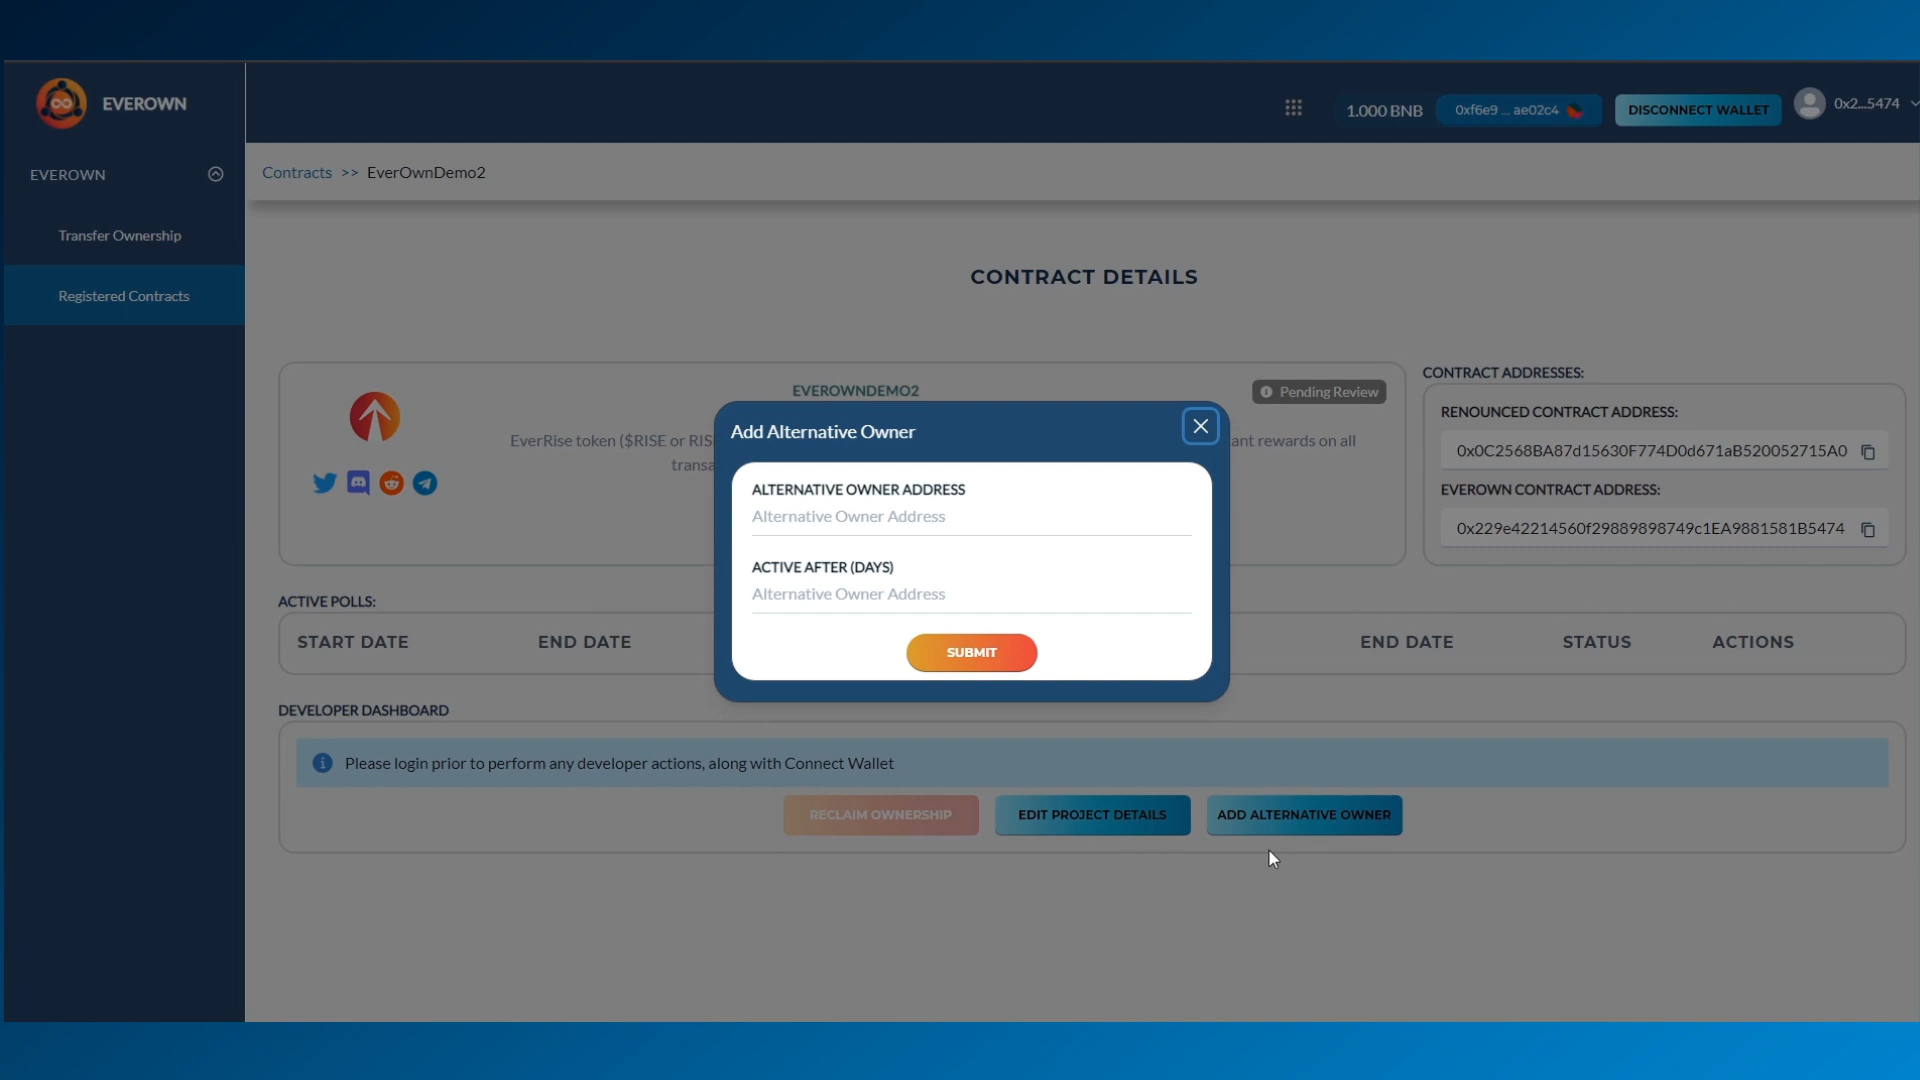 EVEROWN
1.000 BNB
0xf6e9 ... ae02c4
DISCONNECT WALLET
0x2...5474
EVEROWN
Transfer Ownership
Registered Contracts
Contracts >> EverOwnDemo2
CONTRACT DETAILS
EVEROWNDEMO2
Pending Review
EverRise token ($RISE or RIS
ant rewards on all
transa
CONTRACT ADDRESSES:
RENOUNCED CONTRACT ADDRESS:
0x0C2568BA87d15630F774D0d671aB520052715A0
EVEROWN CONTRACT ADDRESS:
0x229e42214560f29889898749c1EA9881581B5474
Add Alternative Owner
ALTERNATIVE OWNER ADDRESS
Alternative Owner Address
ACTIVE AFTER (DAYS)
Alternative Owner Address
SUBMIT
ACTIVE POLLS:
START DATE
END DATE
END DATE
STATUS
ACTIONS
DEVELOPER DASHBOARD
Please login prior to perform any developer actions, along with Connect Wallet
RECLAIM OWNERSHIP
EDIT PROJECT DETAILS
ADD ALTERNATIVE OWNER